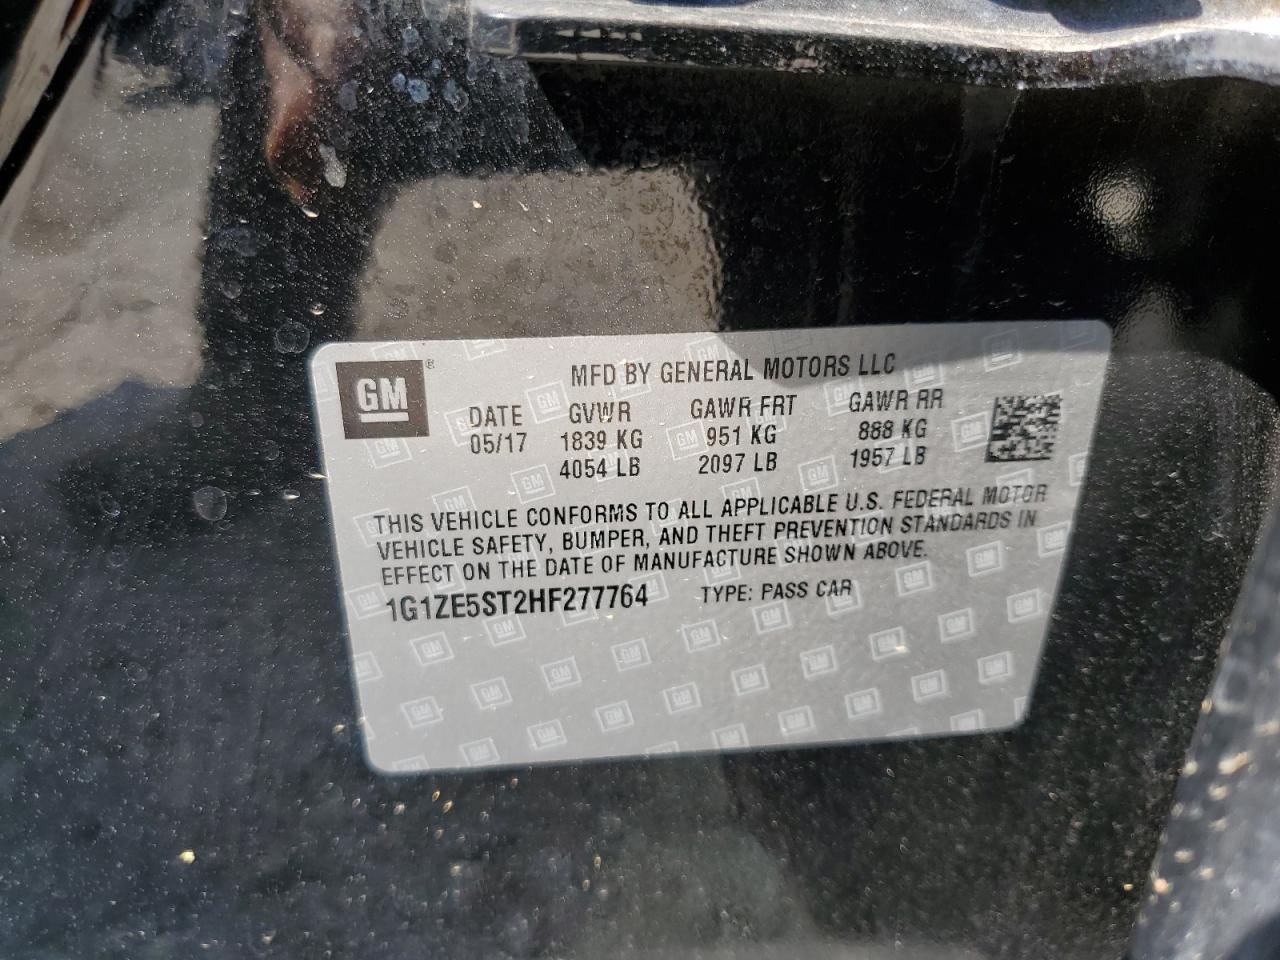 GM
MFD BY GENERAL MOTORS LLC
DATE GVWR GAWR FRT GAWR RR
05/17 1839 KG 951 KG 888 KG
4054 LB 2097 LB 1957 LB
THIS VEHICLE CONFORMS TO ALL APPLICABLE U.S. FEDERAL MOTOR
VEHICLE SAFETY, BUMPER, AND THEFT PREVENTION STANDARDS IN
EFFECT ON THE DATE OF MANUFACTURE SHOWN ABOVE.
1G1ZE5ST2HF277764 TYPE: PASS CAR